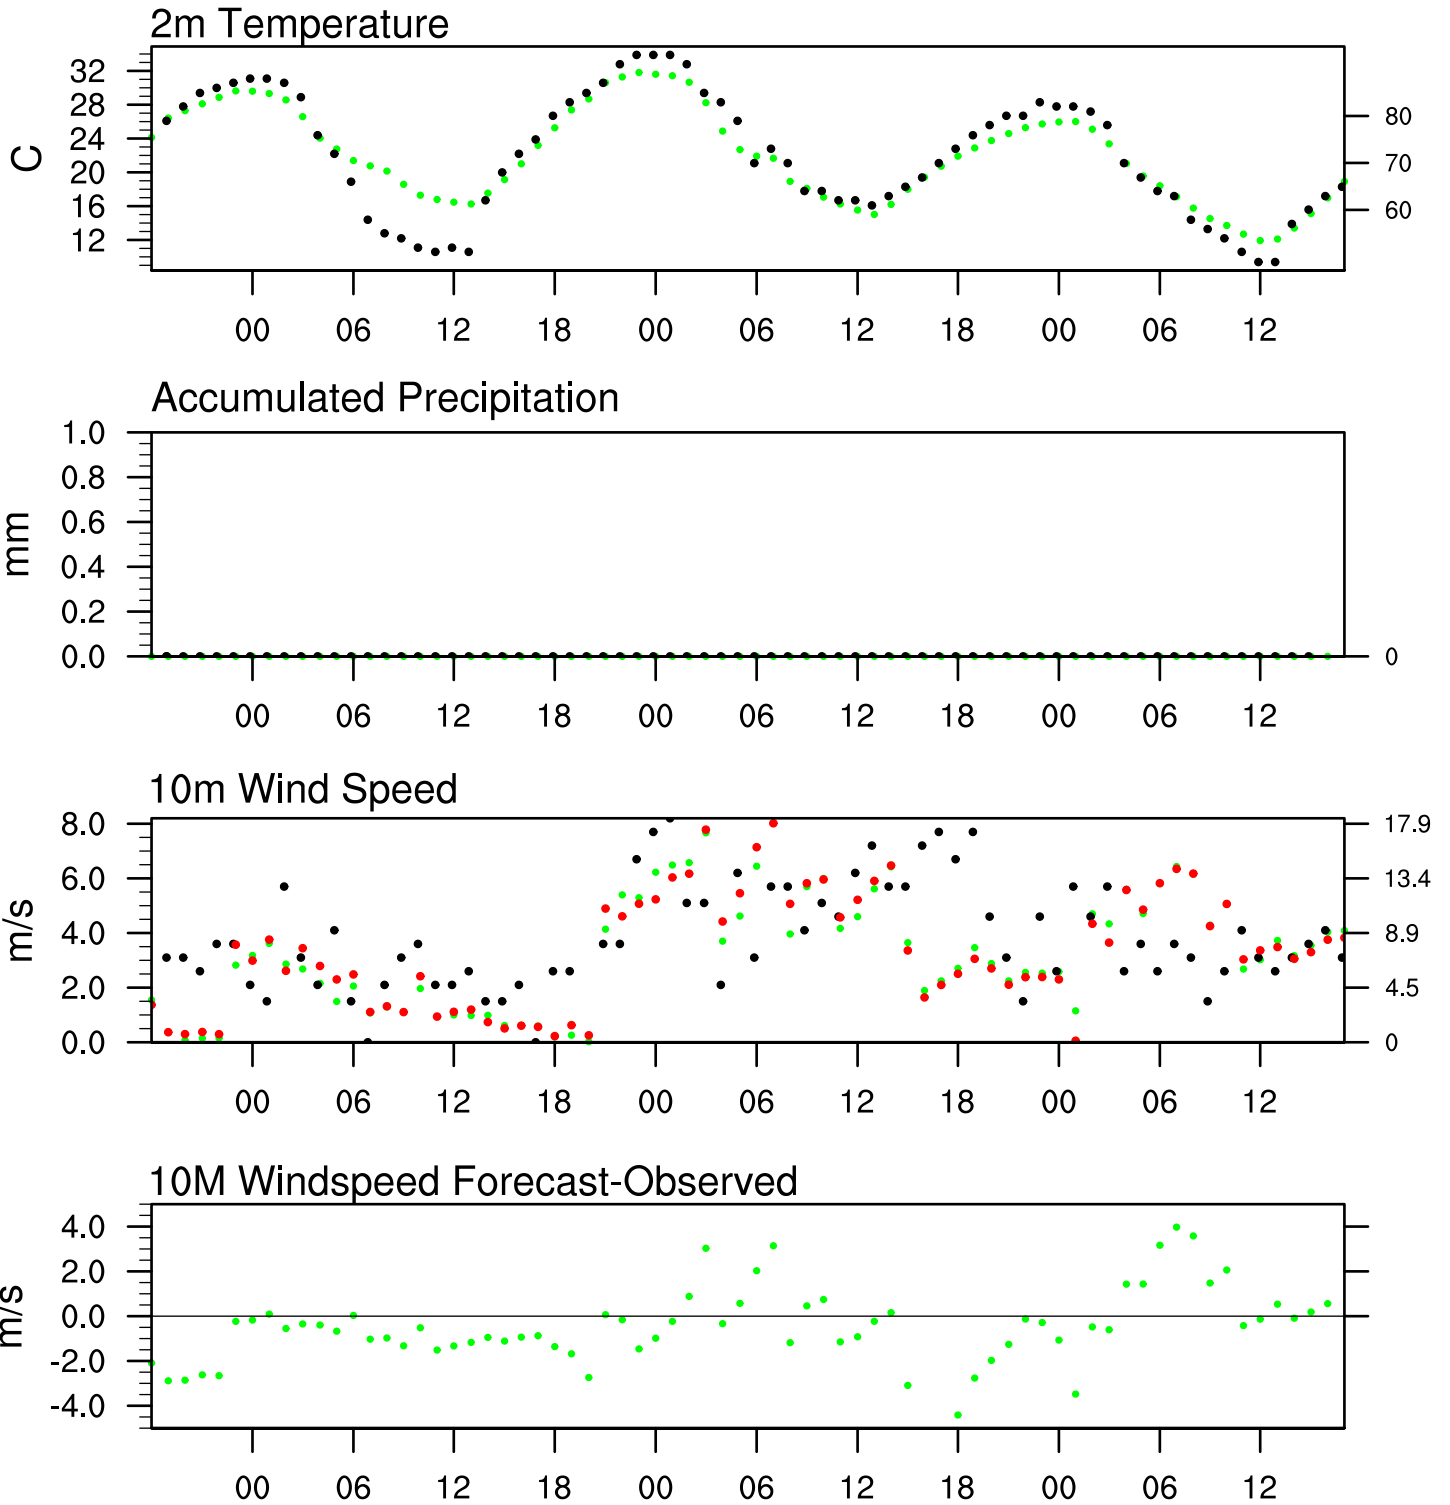 2m Temperature
C
32
28
24
20
16
12
80
70
60
00 06 12 18 00 06 12 18 00 06 12
Accumulated Precipitation
mm
1.0
0.8
0.6
0.4
0.2
0.0
0
00 06 12 18 00 06 12 18 00 06 12
10m Wind Speed
m/s
8.0
6.0
4.0
2.0
0.0
17.9
13.4
8.9
4.5
0
00 06 12 18 00 06 12 18 00 06 12
10M Windspeed Forecast-Observed
m/s
4.0
2.0
0.0
-2.0
-4.0
00 06 12 18 00 06 12 18 00 06 12